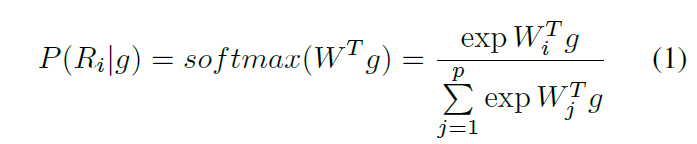 P(R_i|g) = softmax(W^T g) = \frac{\exp W_i^T g}{\sum_{j=1}^{p} \exp W_j^T g} (1)